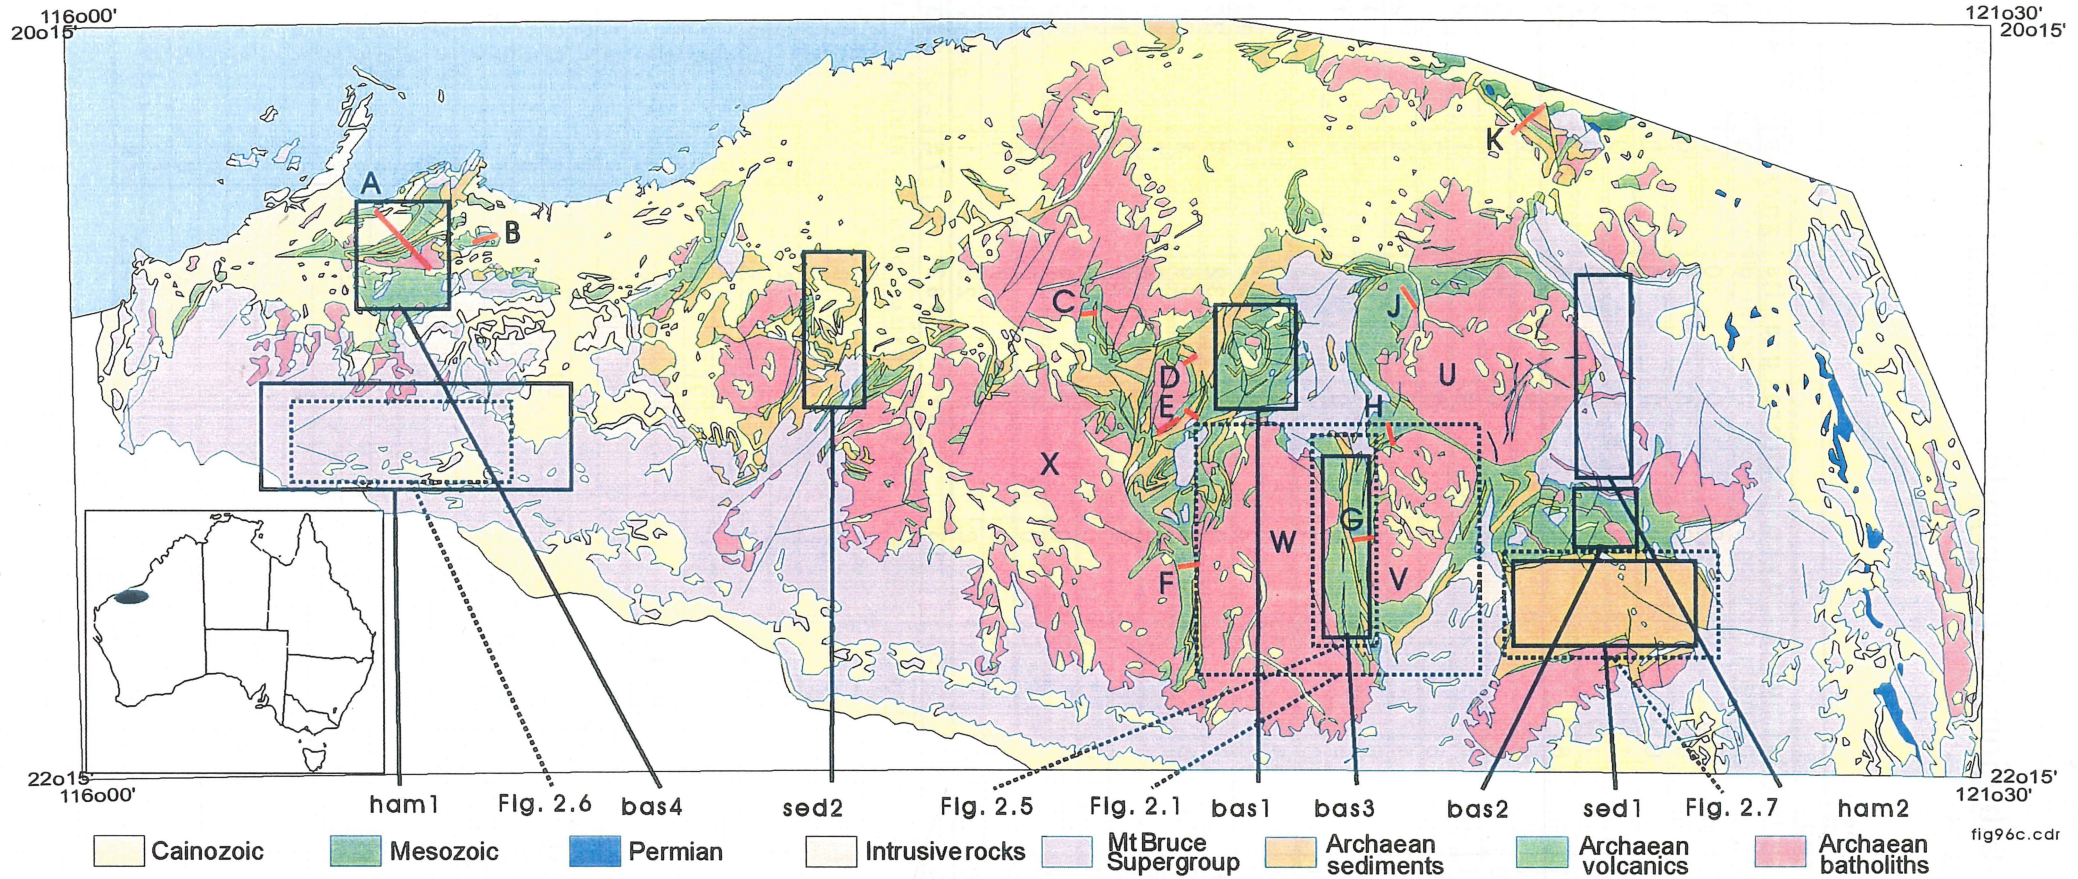 116o00'
121o30'
20o15'
20o15'
K
A
B
C
J
D
E
H
U
X
G
W
F
V
22o15'
22o15'
116o00'
121o30'
ham1
FIg. 2.6
bas4
sed2
FIg. 2.5
FIg. 2.1
bas1
bas3
bas2
sed1
FIg. 2.7
ham2
fig96c.cdr
Cainozoic
Mesozoic
Permian
Intrusive rocks
Mt Bruce
Supergroup
Archaean
sediments
Archaean
volcanics
Archaean
batholiths